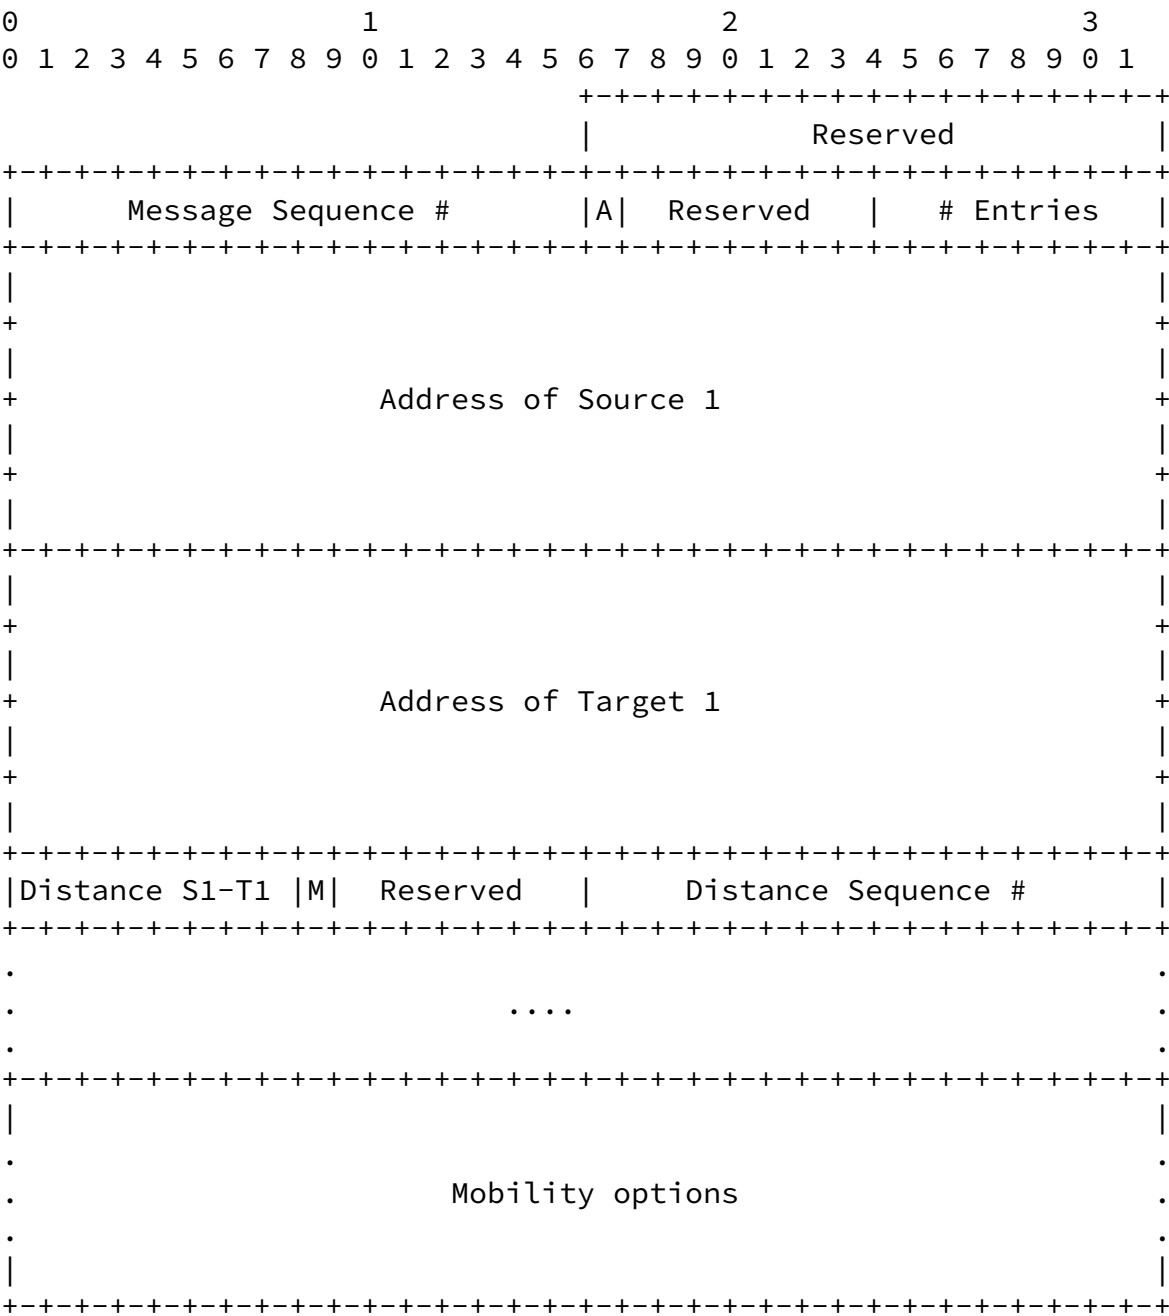 0                   1                   2                   3
0 1 2 3 4 5 6 7 8 9 0 1 2 3 4 5 6 7 8 9 0 1 2 3 4 5 6 7 8 9 0 1
                                +-+-+-+-+-+-+-+-+-+-+-+-+-+-+-+-+
                                |            Reserved           |
+-+-+-+-+-+-+-+-+-+-+-+-+-+-+-+-+-+-+-+-+-+-+-+-+-+-+-+-+-+-+-+-+
|      Message Sequence #       |A|  Reserved   |   # Entries   |
+-+-+-+-+-+-+-+-+-+-+-+-+-+-+-+-+-+-+-+-+-+-+-+-+-+-+-+-+-+-+-+-+
|                                                               |
+                                                               +
|                                                               |
+                    Address of Source 1                        +
|                                                               |
+                                                               +
|                                                               |
+-+-+-+-+-+-+-+-+-+-+-+-+-+-+-+-+-+-+-+-+-+-+-+-+-+-+-+-+-+-+-+-+
|                                                               |
+                                                               +
|                                                               |
+                    Address of Target 1                        +
|                                                               |
+                                                               +
|                                                               |
+-+-+-+-+-+-+-+-+-+-+-+-+-+-+-+-+-+-+-+-+-+-+-+-+-+-+-+-+-+-+-+-+
|Distance S1-T1 |M|  Reserved   |     Distance Sequence #       |
+-+-+-+-+-+-+-+-+-+-+-+-+-+-+-+-+-+-+-+-+-+-+-+-+-+-+-+-+-+-+-+-+
.                                                               .
.                           ....                                .
.                                                               .
+-+-+-+-+-+-+-+-+-+-+-+-+-+-+-+-+-+-+-+-+-+-+-+-+-+-+-+-+-+-+-+-+
|                                                               |
.                                                               .
.                        Mobility options                       .
.                                                               .
|                                                               |
+-+-+-+-+-+-+-+-+-+-+-+-+-+-+-+-+-+-+-+-+-+-+-+-+-+-+-+-+-+-+-+-+